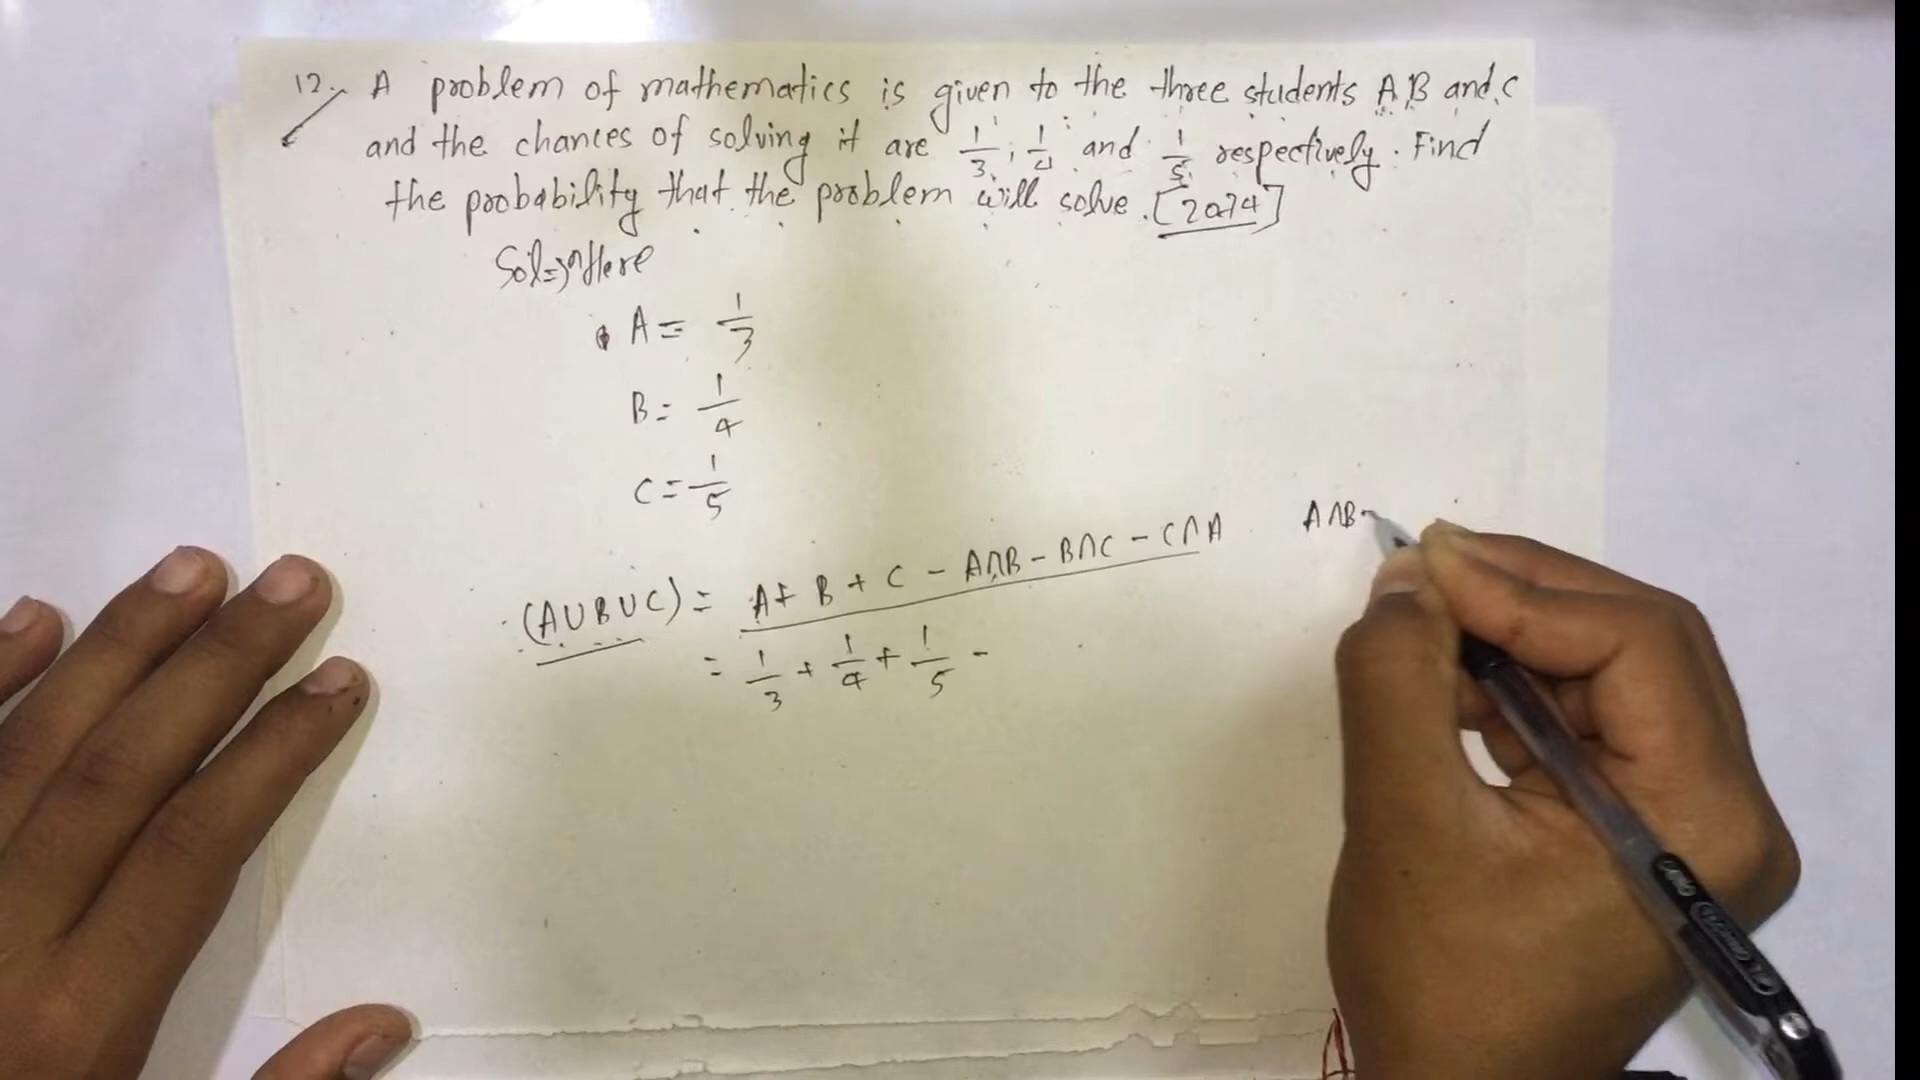 12. A problem of mathematics is given to the three students A, B and C
and the chances of solving it are 1/3, 1/4 and 1/5 respectively. Find
the probability that the problem will solve. [2074]
Sol=>n Here
A = 1/3
B = 1/4
C = 1/5
A∩B-
(A∪B∪C) = A + B + C - A∩B - B∩C - C∩A
= 1/3 + 1/4 + 1/5 -